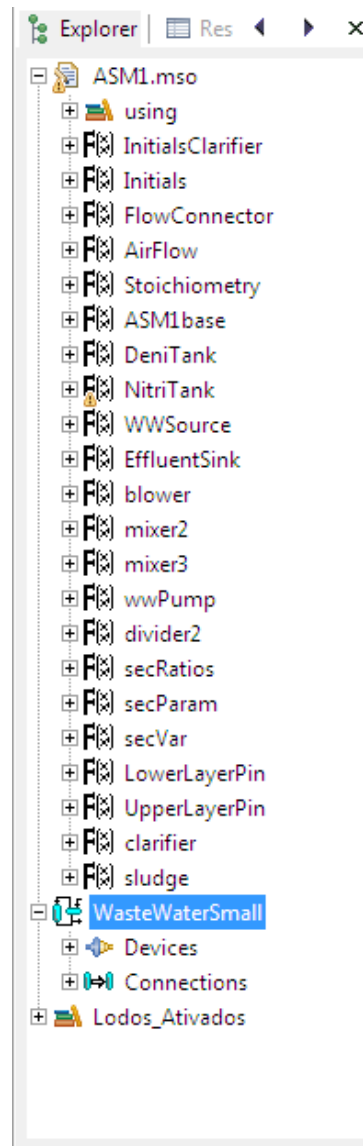 Explorer Res
ASM1.mso
using
InitialsClarifier
Initials
FlowConnector
AirFlow
Stoichiometry
ASM1base
DeniTank
NitriTank
WWSource
EffluentSink
blower
mixer2
mixer3
wwPump
divider2
secRatios
secParam
secVar
LowerLayerPin
UpperLayerPin
clarifier
sludge
WasteWaterSmall
Devices
Connections
Lodos_Ativados